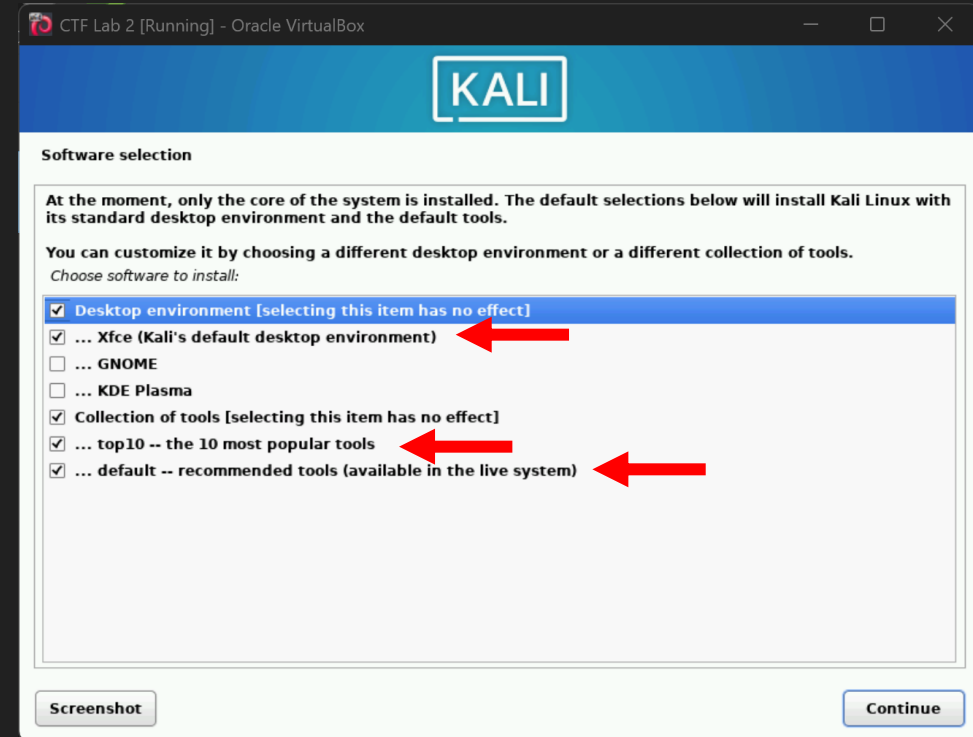 CTF Lab 2 [Running] - Oracle VirtualBox
KALI
Software selection
At the moment, only the core of the system is installed. The default selections below will install Kali Linux with
its standard desktop environment and the default tools.
You can customize it by choosing a different desktop environment or a different collection of tools.
Choose software to install:
Desktop environment [selecting this item has no effect]
... Xfce (Kali's default desktop environment)
... GNOME
... KDE Plasma
Collection of tools [selecting this item has no effect]
... top10 -- the 10 most popular tools
... default -- recommended tools (available in the live system)
Screenshot
Continue